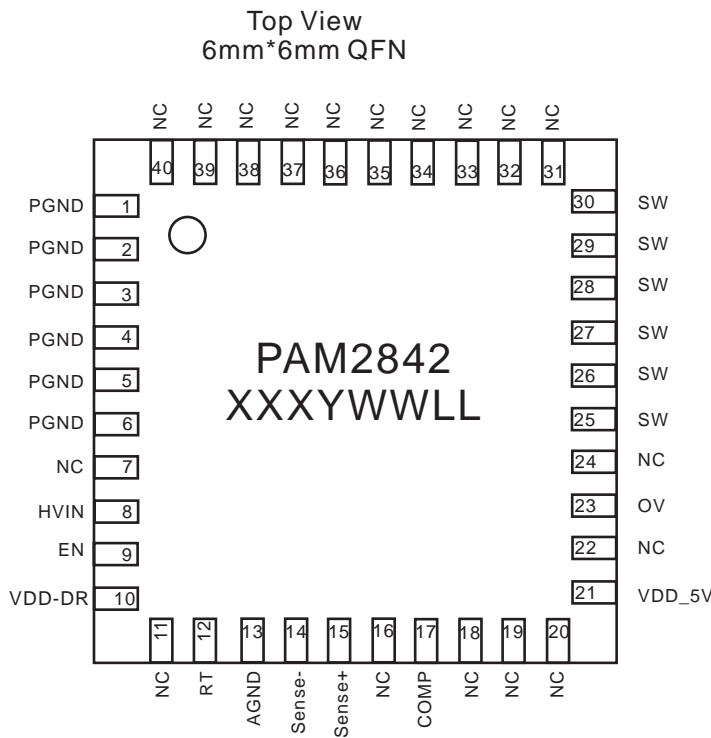 Top View
6mm*6mm QFN
NC NC NC NC NC NC NC NC NC NC
40 39 38 37 36 35 34 33 32 31
PGND 1
PGND 2
PGND 3
PGND 4
PGND 5
PGND 6
NC 7
HVIN 8
EN 9
VDD-DR 10
PAM2842
XXXYWWLL
30 SW
29 SW
28 SW
27 SW
26 SW
25 SW
24 NC
23 OV
22 NC
21 VDD_5V
11 12 13 14 15 16 17 18 19 20
NC RT AGND Sense- Sense+ NC COMP NC NC NC